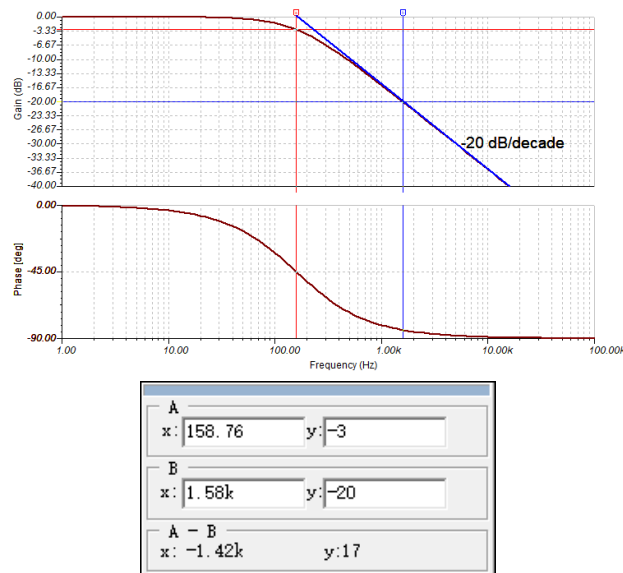 0.00
-3.33
-6.67
-10.00
-13.33
-16.67
-20.00
-23.33
-26.67
-30.00
-33.33
-36.67
-40.00
Gain (dB)
-20 dB/decade
0.00
-45.00
-90.00
Phase [deg]
1.00 10.00 100.00 1.00k 10.00k 100.00k
Frequency (Hz)
A
x: 158.76 y: -3
B
x: 1.58k y: -20
A - B
x: -1.42k y: 17